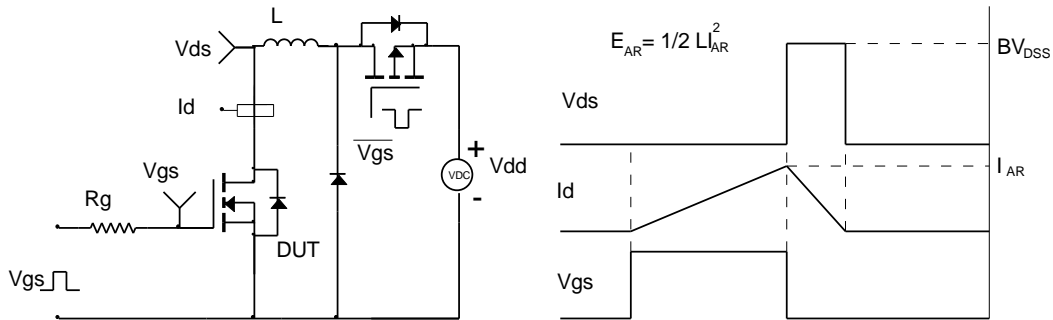 L
Vds
Id
Vgs
Vgs
+
VDC
Vdd
-
Rg
DUT
Vgs
E_AR = 1/2 LI²_AR
BV_DSS
Vds
I_AR
Id
Vgs